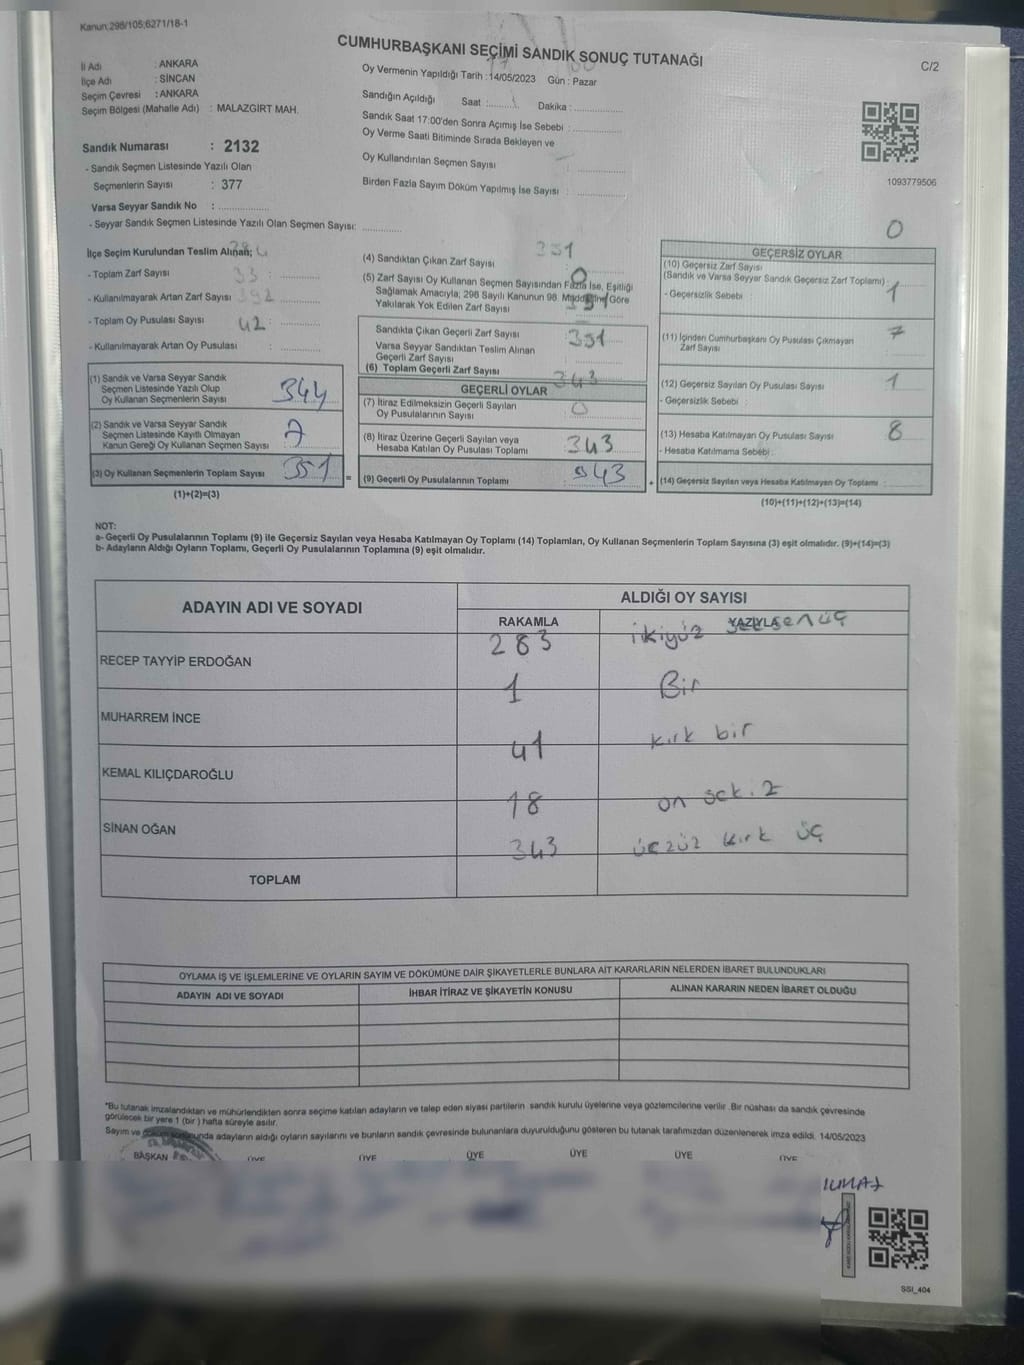 Kanun:298/105;6271/18-1
CUMHURBAŞKANI SEÇİMİ SANDIK SONUÇ TUTANAĞI
C/2
İl Adı : ANKARA
İlçe Adı : SİNCAN
Seçim Çevresi : ANKARA
Seçim Bölgesi (Mahalle Adı) : MALAZGİRT MAH.
Sandık Numarası : 2132
- Sandık Seçmen Listesinde Yazılı Olan
Seçmenlerin Sayısı : 377
Varsa Seyyar Sandık No :
- Seyyar Sandık Seçmen Listesinde Yazılı Olan Seçmen Sayısı:
Oy Vermenin Yapıldığı Tarih : 14/05/2023 Gün : Pazar
Sandığın Açıldığı Saat : Dakika :
Sandık Saat 17:00'den Sonra Açımış İse Sebebi :
Oy Verme Saati Bitiminde Sırada Bekleyen ve
Oy Kullandırılan Seçmen Sayısı
Birden Fazla Sayım Döküm Yapılmış İse Sayısı :
1093779506
İlçe Seçim Kurulundan Teslim Alınan;
- Toplam Zarf Sayısı : 33
- Kullanılmayarak Artan Zarf Sayısı :
- Toplam Oy Pusulası Sayısı : 42
- Kullanılmayarak Artan Oy Pusulası :
(1) Sandık ve Varsa Seyyar Sandık
Seçmen Listesinde Yazılı Olup
Oy Kullanan Seçmenlerin Sayısı : 344
(2) Sandık ve Varsa Seyyar Sandık
Seçmen Listesinde Kayıtlı Olmayan
Kanun Gereği Oy Kullanan Seçmen Sayısı : 7
(3) Oy Kullanan Seçmenlerin Toplam Sayısı : 351
(1)+(2)=(3)
=
351
(4) Sandıktan Çıkan Zarf Sayısı : 0
(5) Zarf Sayısı Oy Kullanan Seçmen Sayısından Fazla İse, Eşitliği
Sağlamak Amacıyla, 298 Sayılı Kanunun 98. Maddesine Göre
Yakılarak Yok Edilen Zarf Sayısı : 351
Sandıkta Çıkan Geçerli Zarf Sayısı : 351
Varsa Seyyar Sandıktan Teslim Alınan
Geçerli Zarf Sayısı
(6) Toplam Geçerli Zarf Sayısı : 343
GEÇERLİ OYLAR
(7) İtiraz Edilmeksizin Geçerli Sayılan
Oy Pusulalarının Sayısı : 0
(8) İtiraz Üzerine Geçerli Sayılan veya
Hesaba Katılan Oy Pusulası Toplamı : 343
(9) Geçerli Oy Pusulalarının Toplamı : 343
+
0
GEÇERSİZ OYLAR
(10) Geçersiz Zarf Sayısı
(Sandık ve Varsa Seyyar Sandık Geçersiz Zarf Toplamı) :
- Geçersizlik Sebebi : 1
(11) İçinden Cumhurbaşkanı Oy Pusulası Çıkmayan
Zarf Sayısı : 7
(12) Geçersiz Sayılan Oy Pusulası Sayısı : 1
- Geçersizlik Sebebi :
(13) Hesaba Katılmayan Oy Pusulası Sayısı : 8
- Hesaba Katılmama Sebebi :
(14) Geçersiz Sayılan veya Hesaba Katılmayan Oy Toplamı :
(10)+(11)+(12)+(13)=(14)
NOT:
a- Geçerli Oy Pusulalarının Toplamı (9) ile Geçersiz Sayılan veya Hesaba Katılmayan Oy Toplamı (14) Toplamları, Oy Kullanan Seçmenlerin Toplam Sayısına (3) eşit olmalıdır. (9)+(14)=(3)
b- Adayların Aldığı Oyların Toplamı, Geçerli Oy Pusulalarının Toplamına (9) eşit olmalıdır.
ADAYIN ADI VE SOYADI
ALDIĞI OY SAYISI
RAKAMLA YAZIYLA
RECEP TAYYİP ERDOĞAN 283 ikiyüz seksenüç
MUHARREM İNCE 1 Bir
KEMAL KILIÇDAROĞLU 41 kırk bir
SİNAN OĞAN 18 on sekiz
TOPLAM 343 üçyüz kırk üç
OYLAMA İŞ VE İŞLEMLERİNE VE OYLARIN SAYIM VE DÖKÜMÜNE DAİR ŞİKAYETLERLE BUNLARA AİT KARARLARIN NELERDEN İBARET BULUNDUKLARI
ADAYIN ADI VE SOYADI İHBAR İTİRAZ VE ŞİKAYETİN KONUSU ALINAN KARARIN NEDEN İBARET OLDUĞU
*Bu tutanak imzalandıktan ve mühürlendikten sonra seçime katılan adayların ve talep eden siyasi partilerin sandık kurulu üyelerine veya gözlemcilerine verilir. Bir nüshası da sandık çevresinde
görülecek bir yere 1 (bir) hafta süreyle asılır.
Sayım ve döküm sonunda adayların aldığı oyların sayılarını ve bunların sandık çevresinde bulunanlara duyurulduğunu gösteren bu tutanak tarafımızdan düzenlenerek imza edildi. 14/05/2023
BAŞKAN ÜYE ÜYE ÜYE ÜYE ÜYE ÜYE
SSI_404